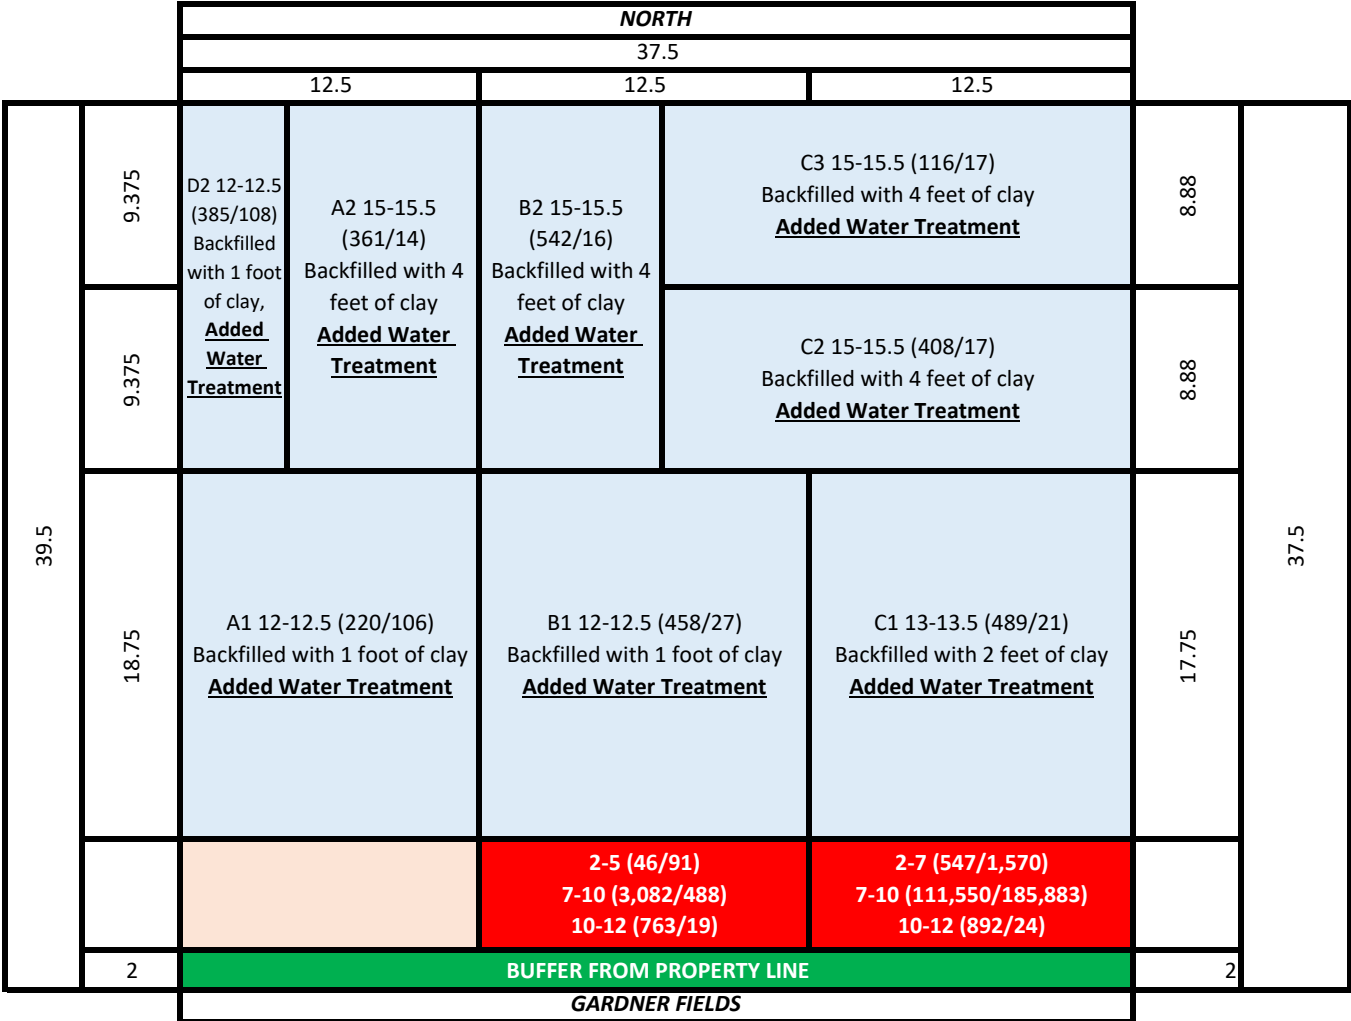 NORTH
37.5
12.5
12.5
12.5
39.5
9.375
9.375
18.75
2
D2 12-12.5
(385/108)
Backfilled
with 1 foot
of clay,
Added
Water
Treatment
A2 15-15.5
(361/14)
Backfilled with 4
feet of clay
Added Water
Treatment
B2 15-15.5
(542/16)
Backfilled with 4
feet of clay
Added Water
Treatment
C3 15-15.5 (116/17)
Backfilled with 4 feet of clay
Added Water Treatment
C2 15-15.5 (408/17)
Backfilled with 4 feet of clay
Added Water Treatment
8.88
8.88
17.75
37.5
A1 12-12.5 (220/106)
Backfilled with 1 foot of clay
Added Water Treatment
B1 12-12.5 (458/27)
Backfilled with 1 foot of clay
Added Water Treatment
C1 13-13.5 (489/21)
Backfilled with 2 feet of clay
Added Water Treatment
2-5 (46/91)
7-10 (3,082/488)
10-12 (763/19)
2-7 (547/1,570)
7-10 (111,550/185,883)
10-12 (892/24)
BUFFER FROM PROPERTY LINE
2
GARDNER FIELDS